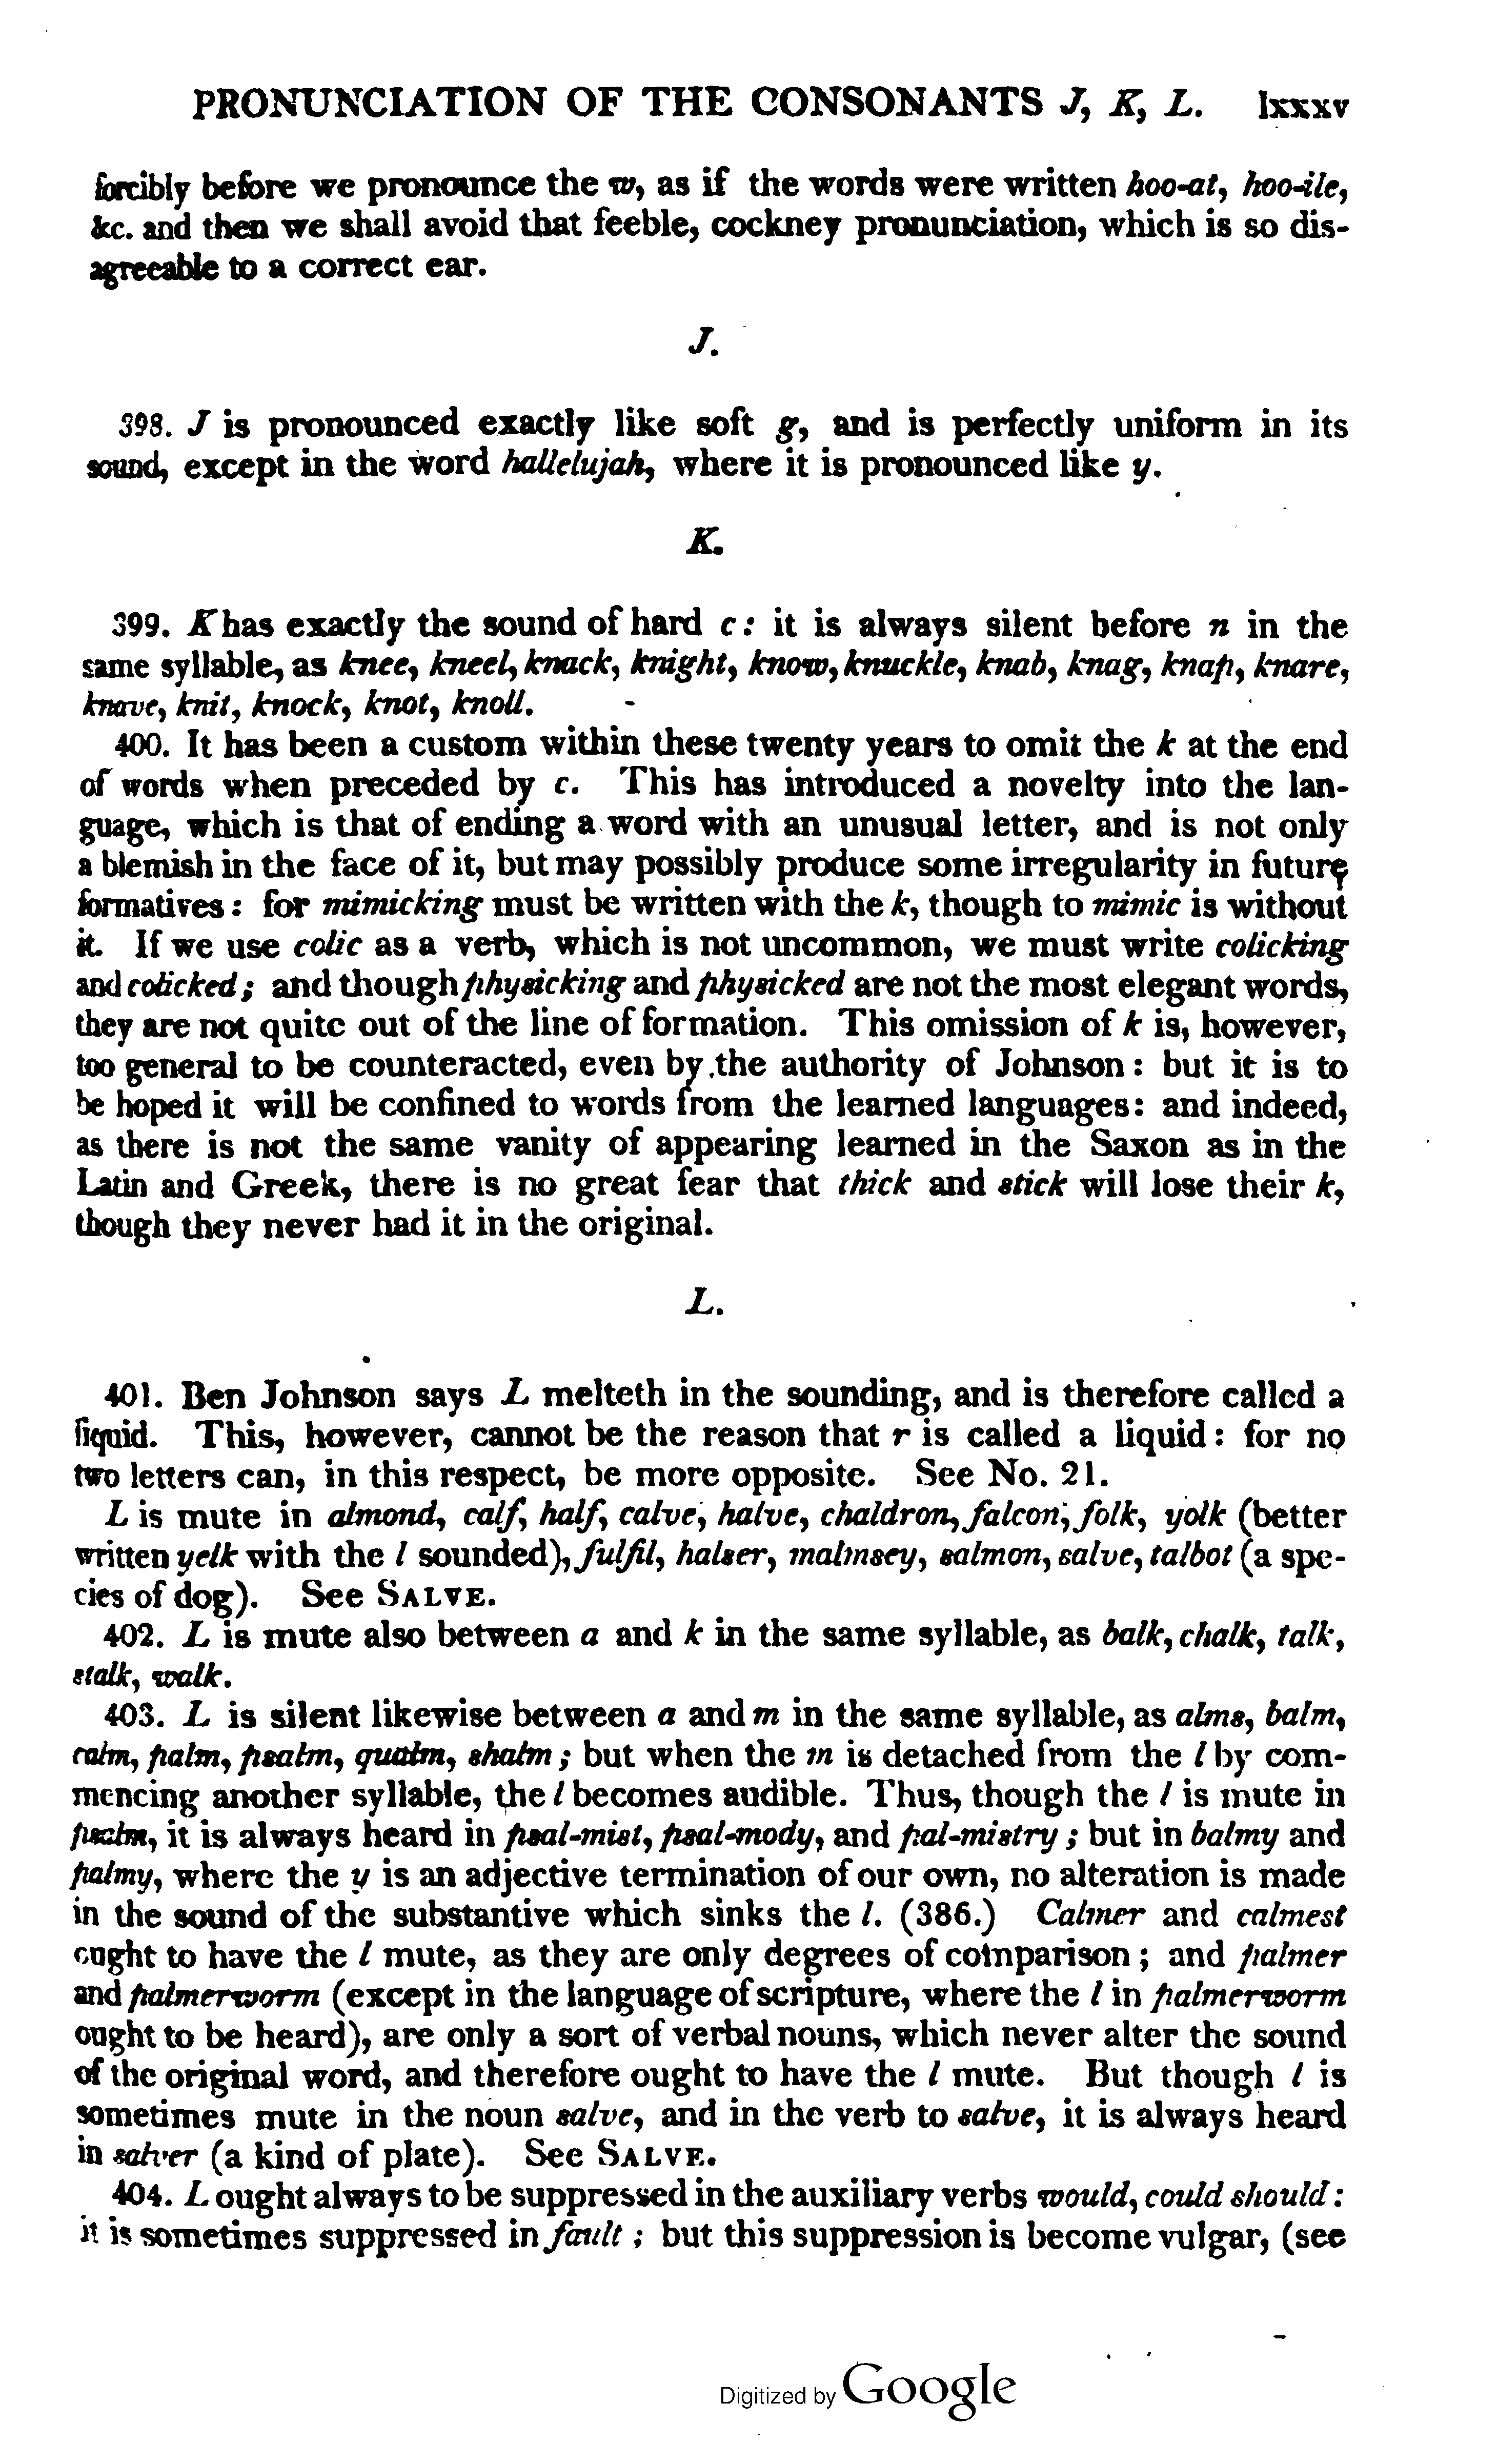 PRONUNCIATION OF THE CONSONANTS J, K, L. lxxxv
forcibly before we pronounce the w, as if the words were written hoo-at, hoo-ile,
&c. and then we shall avoid that feeble, cockney pronunciation, which is so dis-
agreeable to a correct ear.
J.
398. J is pronounced exactly like soft g, and is perfectly uniform in its
sound, except in the word hallelujah, where it is pronounced like y.
K.
399. K has exactly the sound of hard c: it is always silent before n in the
same syllable, as knee, kneel, knack, knight, know, knuckle, knab, knag, knap, knare,
knave, knit, knock, knot, knoll.
400. It has been a custom within these twenty years to omit the k at the end
of words when preceded by c. This has introduced a novelty into the lan-
guage, which is that of ending a word with an unusual letter, and is not only
a blemish in the face of it, but may possibly produce some irregularity in future
formatives: for mimicking must be written with the k, though to mimic is without
it. If we use colic as a verb, which is not uncommon, we must write colicking
and colicked; and though physicking and physicked are not the most elegant words,
they are not quite out of the line of formation. This omission of k is, however,
too general to be counteracted, even by the authority of Johnson: but it is to
be hoped it will be confined to words from the learned languages: and indeed,
as there is not the same vanity of appearing learned in the Saxon as in the
Latin and Greek, there is no great fear that thick and stick will lose their k,
though they never had it in the original.
L.
401. Ben Johnson says L melteth in the sounding, and is therefore called a
liquid. This, however, cannot be the reason that r is called a liquid: for no
two letters can, in this respect, be more opposite. See No. 21.
L is mute in almond, calf, half, calve, halve, chaldron, falcon, folk, yolk (better
written yelk with the l sounded), fulfil, halser, malmsey, salmon, salve, talbot (a spe-
cies of dog). See SALVE.
402. L is mute also between a and k in the same syllable, as balk, chalk, talk,
stalk, walk.
403. L is silent likewise between a and m in the same syllable, as alms, balm,
calm, palm, psalm, qualm, shalm; but when the m is detached from the l by com-
mencing another syllable, the l becomes audible. Thus, though the l is mute in
psalm, it is always heard in psal-mist, psal-mody, and pal-mistry; but in balmy and
palmy, where the y is an adjective termination of our own, no alteration is made
in the sound of the substantive which sinks the l. (386.) Calmer and calmest
ought to have the l mute, as they are only degrees of comparison; and palmer
and palmerworm (except in the language of scripture, where the l in palmerworm
ought to be heard), are only a sort of verbal nouns, which never alter the sound
of the original word, and therefore ought to have the l mute. But though l is
sometimes mute in the noun salve, and in the verb to salve, it is always heard
in salver (a kind of plate). See SALVE.
404. L ought always to be suppressed in the auxiliary verbs would, could should:
it is sometimes suppressed in fault; but this suppression is become vulgar, (see
Digitized by Google